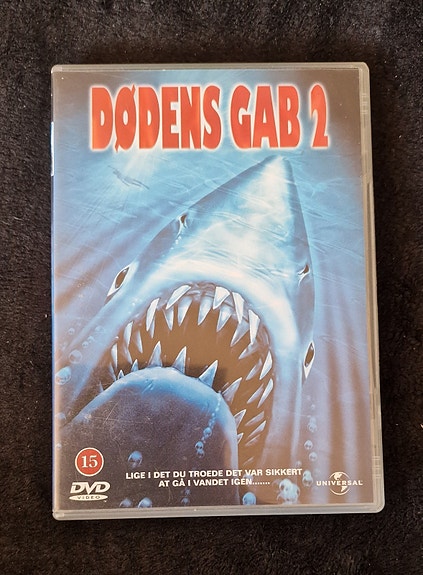 DØDENS GAB 2
15
LIGE I DET DU TROEDE DET VAR SIKKERT
AT GÅ I VANDET IGEN.......
DVD
VIDEO
UNIVERSAL